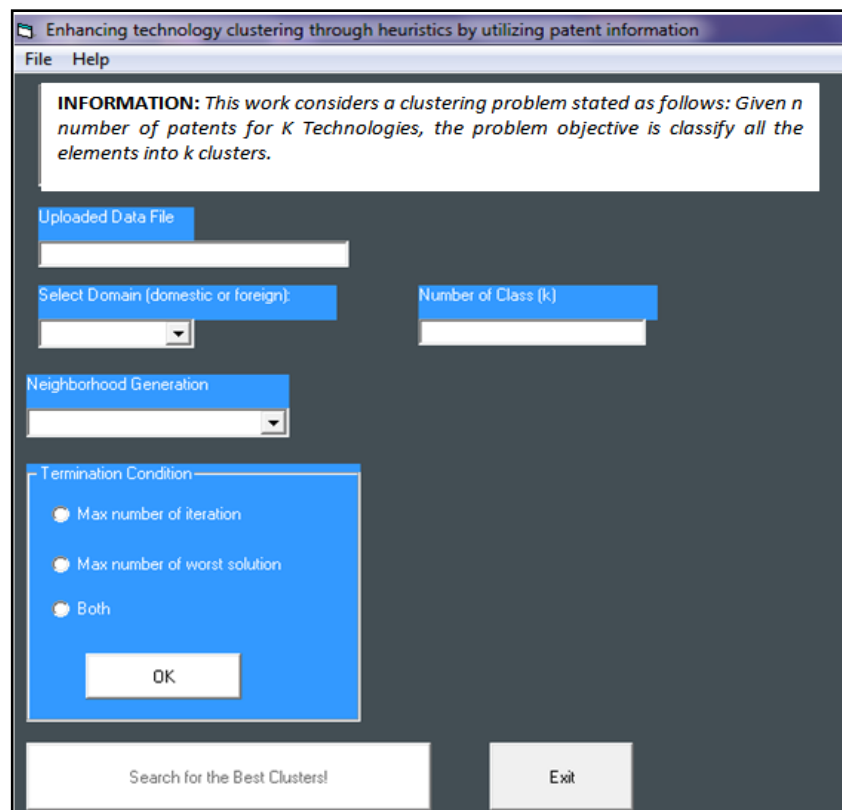 Enhancing technology clustering through heuristics by utilizing patent information
File Help
INFORMATION: This work considers a clustering problem stated as follows: Given n
number of patents for K Technologies, the problem objective is classify all the
elements into k clusters.
Uploaded Data File
Select Domain (domestic or foreign):
Number of Class (k)
Neighborhood Generation
Termination Condition
Max number of iteration
Max number of worst solution
Both
OK
Search for the Best Clusters!
Exit